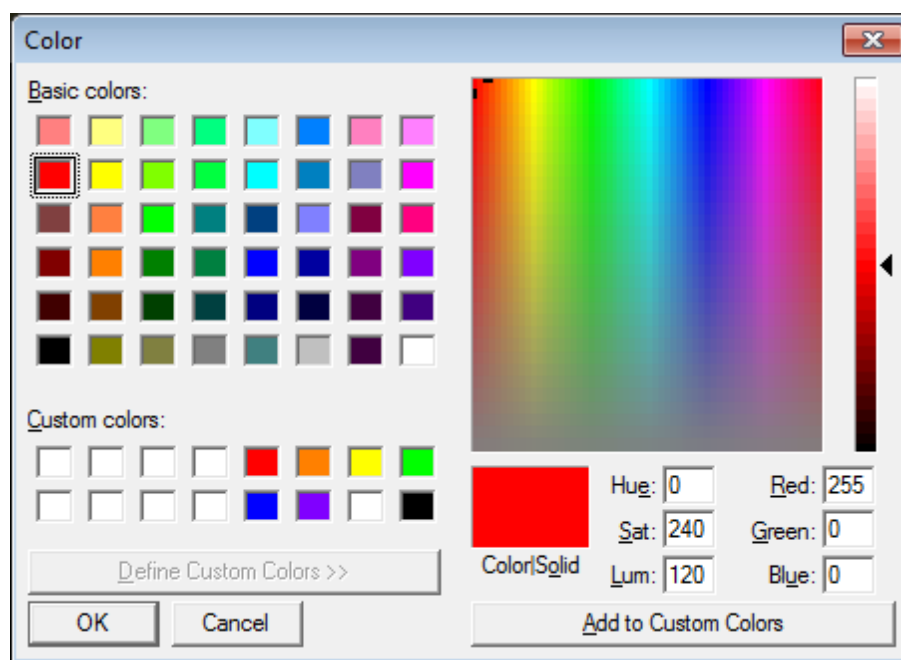 Color
Basic colors:
Custom colors:
Define Custom Colors >>
OK
Cancel
Color|Solid
Hue: 0
Sat: 240
Lum: 120
Red: 255
Green: 0
Blue: 0
Add to Custom Colors